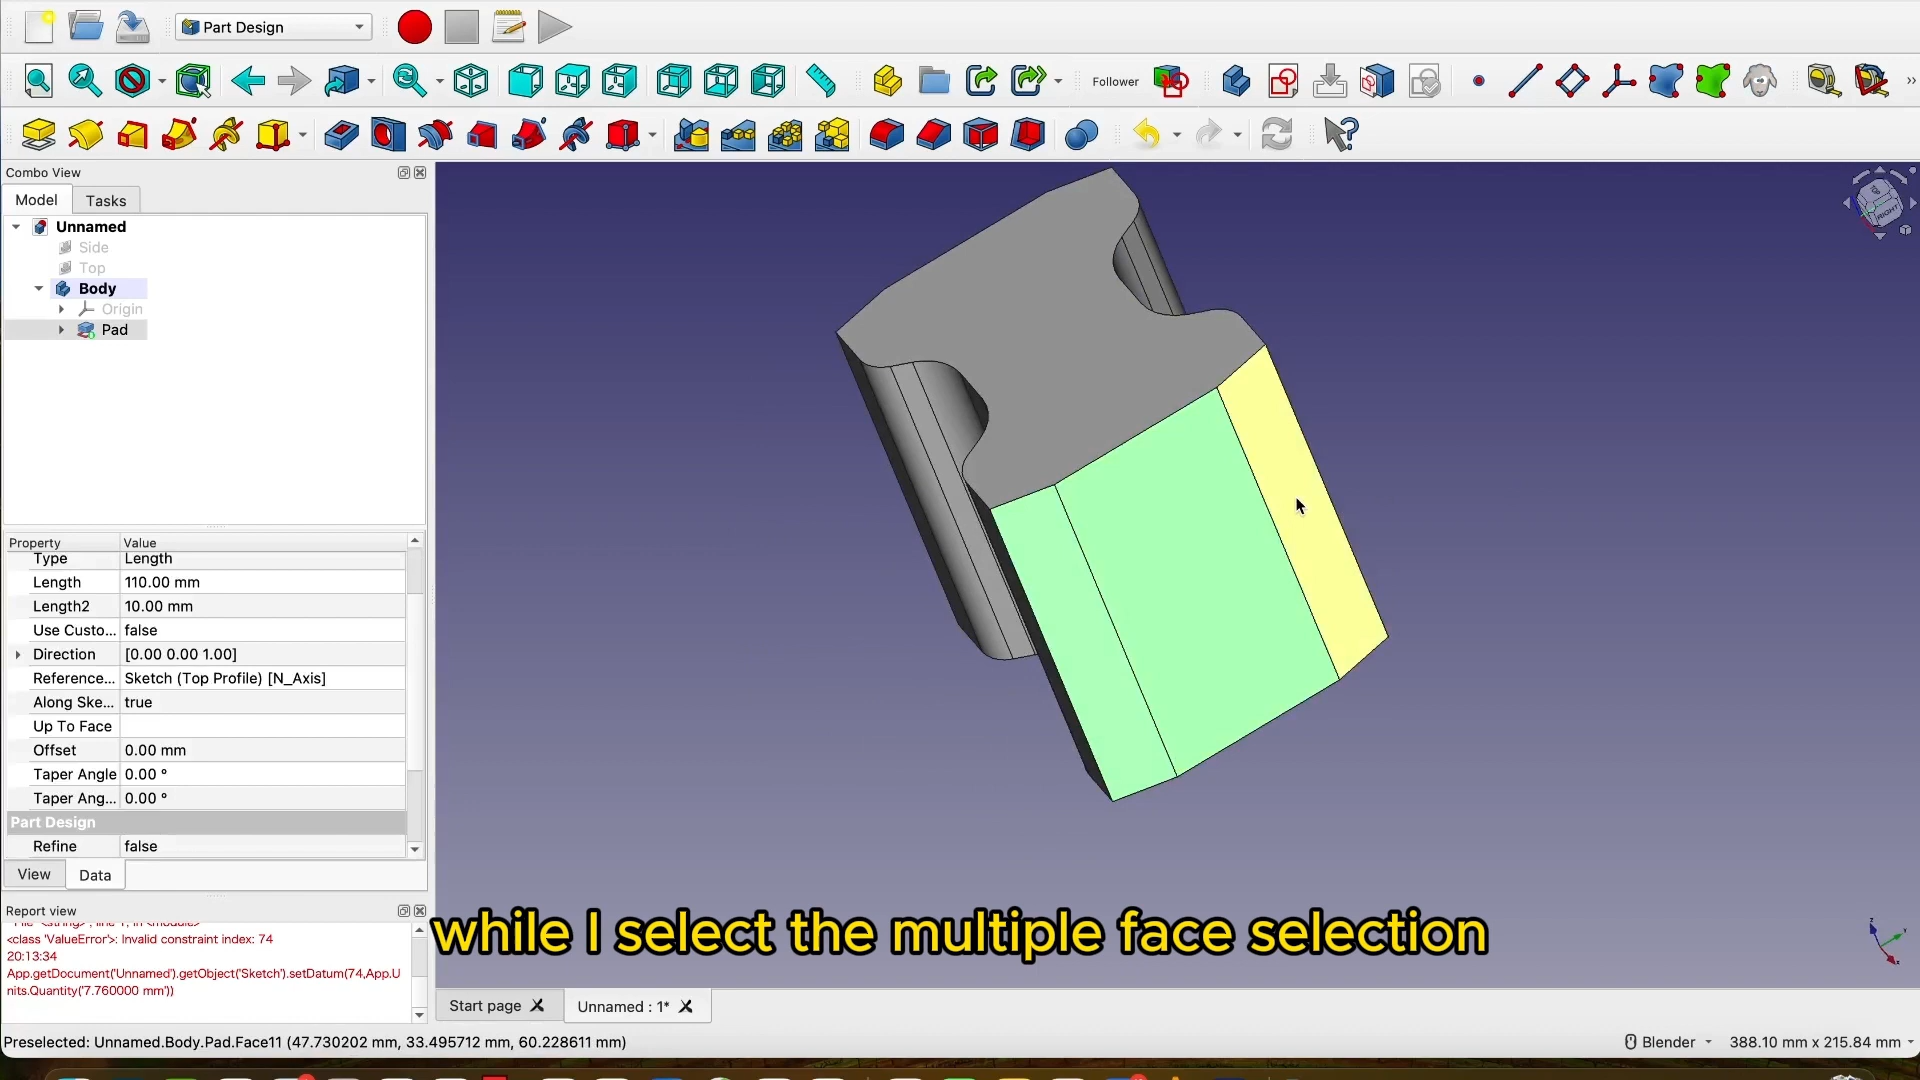 Part Design
Follower
Combo View
Model
Tasks
Unnamed
Side
Top
Body
Origin
Pad
Property
Value
Type
Length
Length
110.00 mm
Length2
10.00 mm
Use Custo...
false
Direction
[0.00 0.00 1.00]
Reference...
Sketch (Top Profile) [N_Axis]
Along Ske...
true
Up To Face
Offset
0.00 mm
Taper Angle
0.00 °
Taper Ang...
0.00 °
Part Design
Refine
false
View
Data
Report view
<class 'ValueError'>: Invalid constraint index: 74
20:13:34
App.getDocument('Unnamed').getObject('Sketch').setDatum(74,App.U
nits.Quantity('7.760000 mm'))
RIGHT
while I select the multiple face selection
Start page
Unnamed : 1*
Preselected: Unnamed.Body.Pad.Face11 (47.730202 mm, 33.495712 mm, 60.228611 mm)
Blender
388.10 mm x 215.84 mm